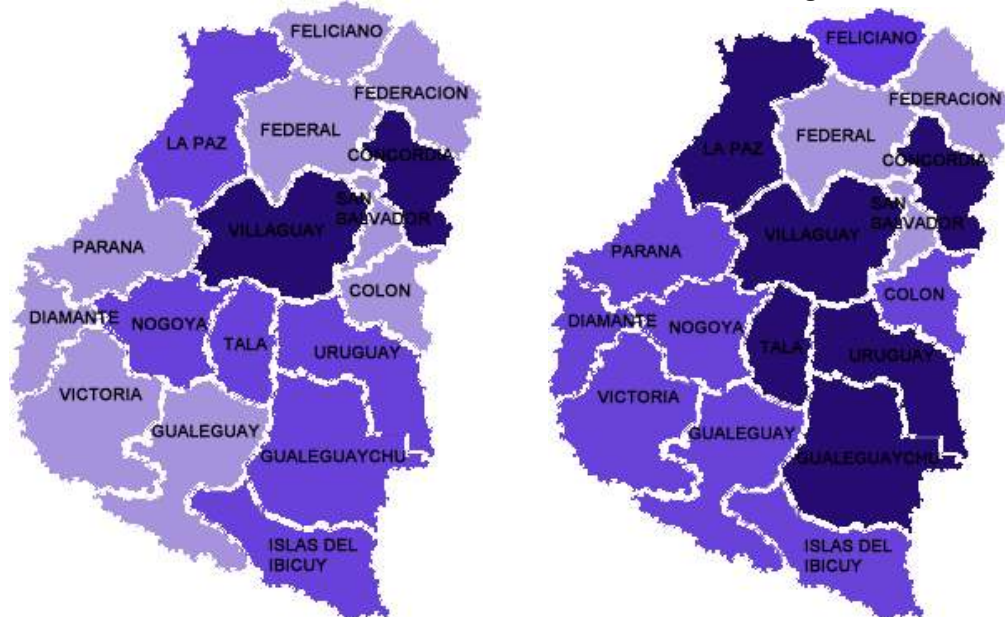 FELICIANO
FEDERACION
FEDERAL
LA PAZ
CONCORDIA
SAN
SALVADOR
VILLAGUAY
PARANA
COLON
DIAMANTE
NOGOYA
TALA
URUGUAY
VICTORIA
GUALEGUAY
GUALEGUAYCHU
ISLAS DEL
IBICUY
FELICIANO
FEDERACION
FEDERAL
LA PAZ
CONCORDIA
SAN
SALVADOR
VILLAGUAY
PARANA
COLON
DIAMANTE
NOGOYA
TALA
URUGUAY
VICTORIA
GUALEGUAY
GUALEGUAYCHU
ISLAS DEL
IBICUY